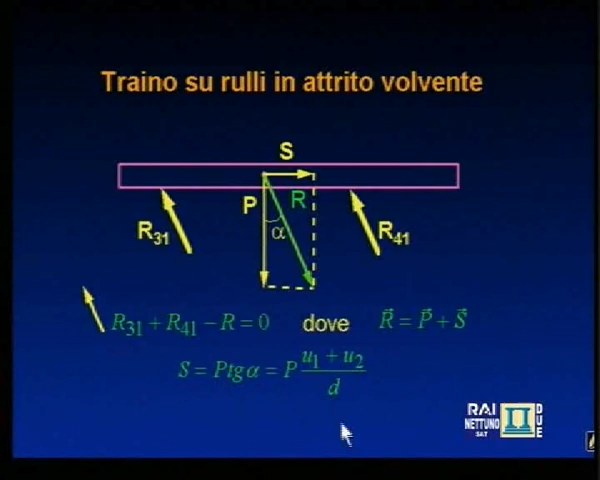 Traino su rulli in attrito volvente
S
P
R
α
R31
R41
R31 + R41 − R = 0 dove R⃗ = P⃗ + S⃗
S = Ptgα = P (u1 + u2) / d
RAI
NETTUNO
SAT
DUE